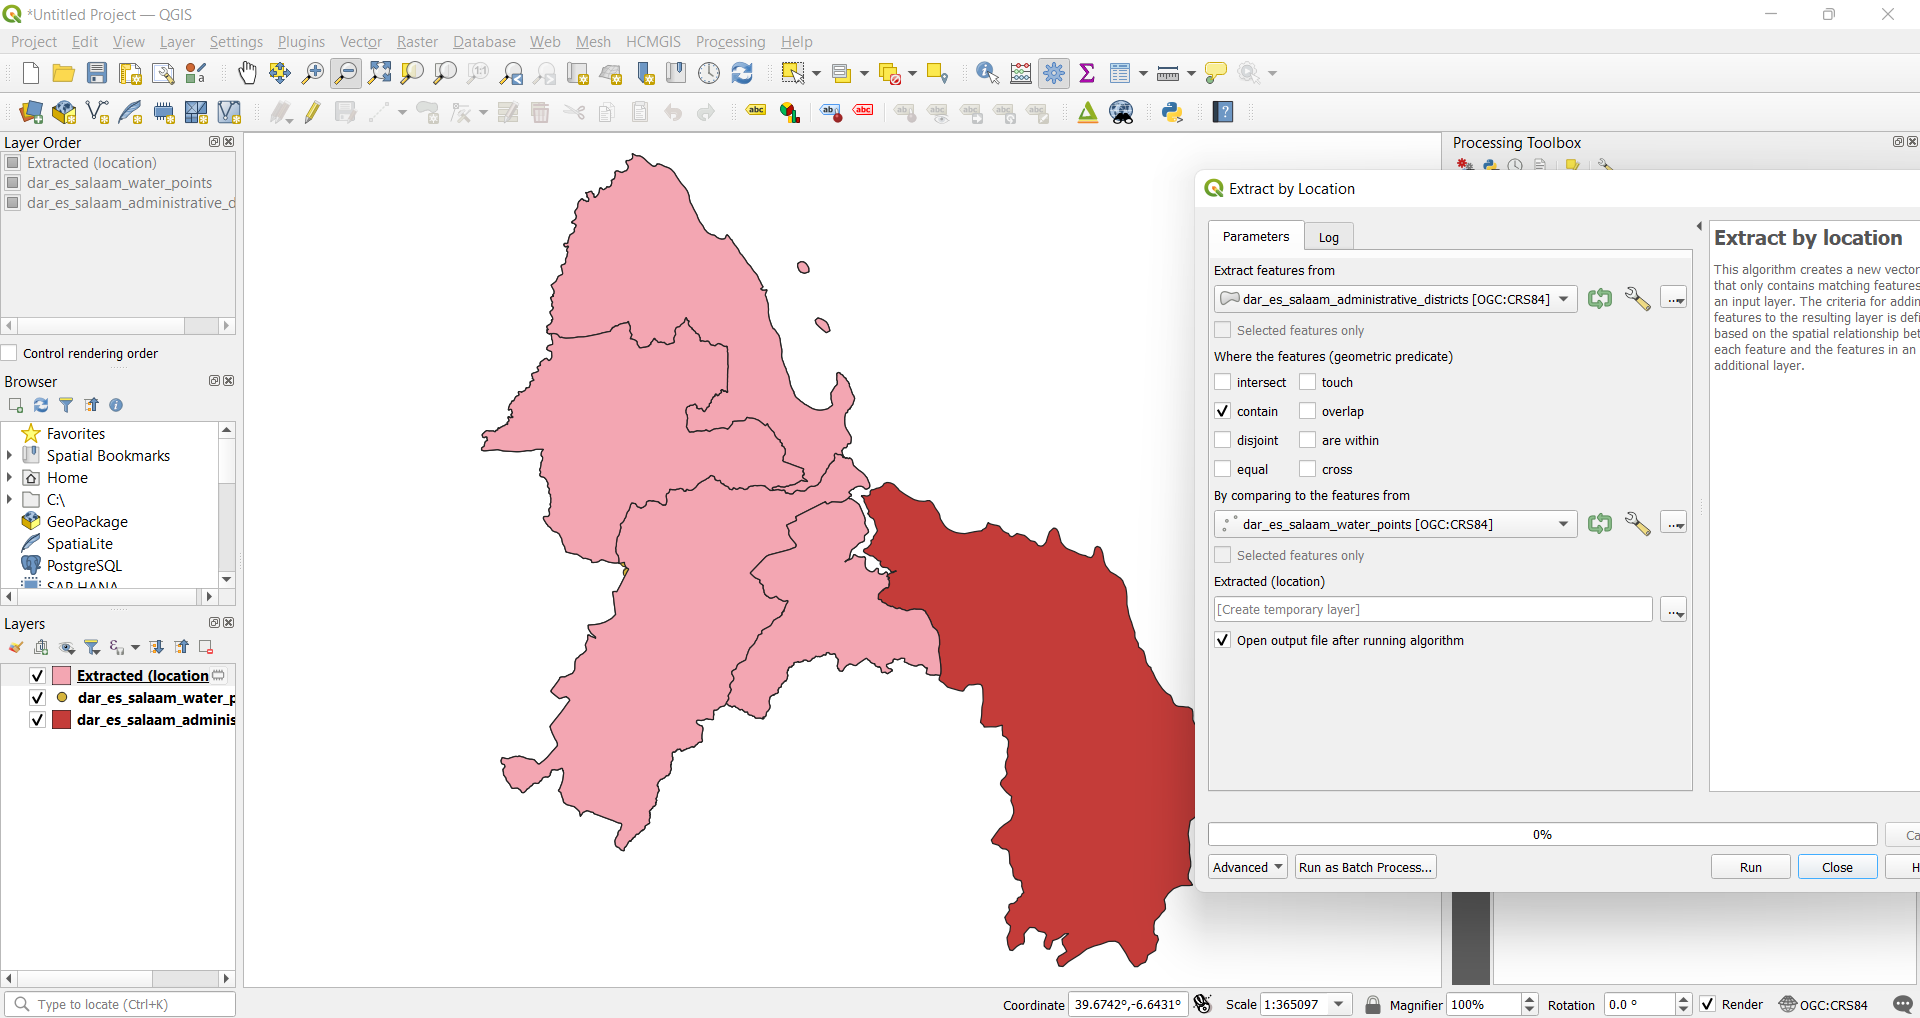 *Untitled Project — QGIS
Project Edit View Layer Settings Plugins Vector Raster Database Web Mesh HCMGIS Processing Help
Layer Order
Extracted (location)
dar_es_salaam_water_points
dar_es_salaam_administrative_d
Control rendering order
Browser
Favorites
Spatial Bookmarks
Home
C:\
GeoPackage
SpatiaLite
PostgreSQL
SAP HANA
Layers
Extracted (location
dar_es_salaam_water_p
dar_es_salaam_adminis
Processing Toolbox
Extract by Location
Parameters Log
Extract features from
dar_es_salaam_administrative_districts [OGC:CRS84]
Selected features only
Where the features (geometric predicate)
intersect touch
contain overlap
disjoint are within
equal cross
By comparing to the features from
dar_es_salaam_water_points [OGC:CRS84]
Selected features only
Extracted (location)
[Create temporary layer]
Open output file after running algorithm
Extract by location
This algorithm creates a new vector
that only contains matching features
an input layer. The criteria for addin
features to the resulting layer is defi
based on the spatial relationship bet
each feature and the features in an
additional layer.
0%
Ca
Advanced Run as Batch Process... Run Close H
Type to locate (Ctrl+K) Coordinate 39.6742°,-6.6431° Scale 1:365097 Magnifier 100% Rotation 0.0 ° Render OGC:CRS84